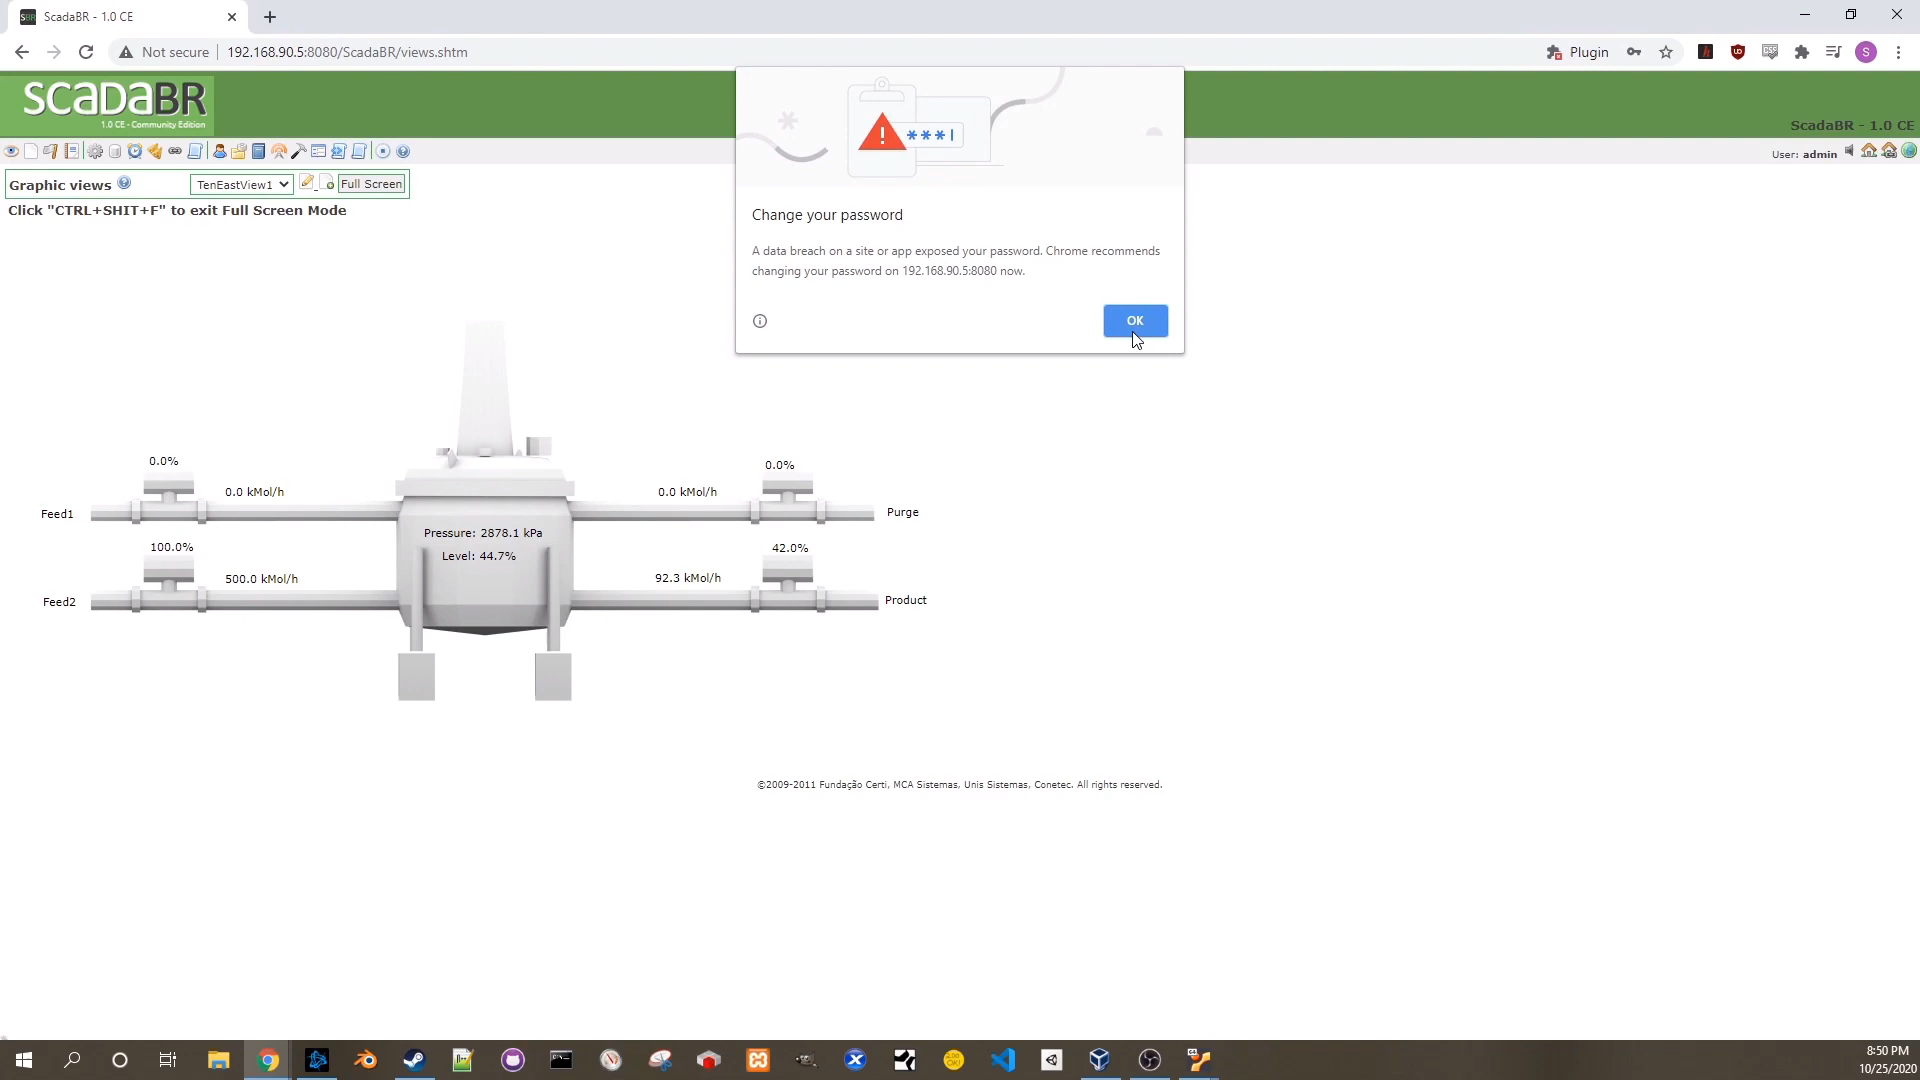 ScadaBR - 1.0 CE
Not secure
192.168.90.5:8080/ScadaBR/views.shtm
Plugin
S
ScadaBR
1.0 CE - Community Edition
ScadaBR - 1.0 CE
User: admin
Graphic views
TenEastView1
Full Screen
Click "CTRL+SHIT+F" to exit Full Screen Mode
***|
Change your password
A data breach on a site or app exposed your password. Chrome recommends
changing your password on 192.168.90.5:8080 now.
OK
0.0%
0.0 kMol/h
Feed1
0.0%
0.0 kMol/h
Purge
Pressure: 2878.1 kPa
Level: 44.7%
100.0%
500.0 kMol/h
Feed2
42.0%
92.3 kMol/h
Product
©2009-2011 Fundação Certi, MCA Sistemas, Unis Sistemas, Conetec. All rights reserved.
8:50 PM
10/25/2020